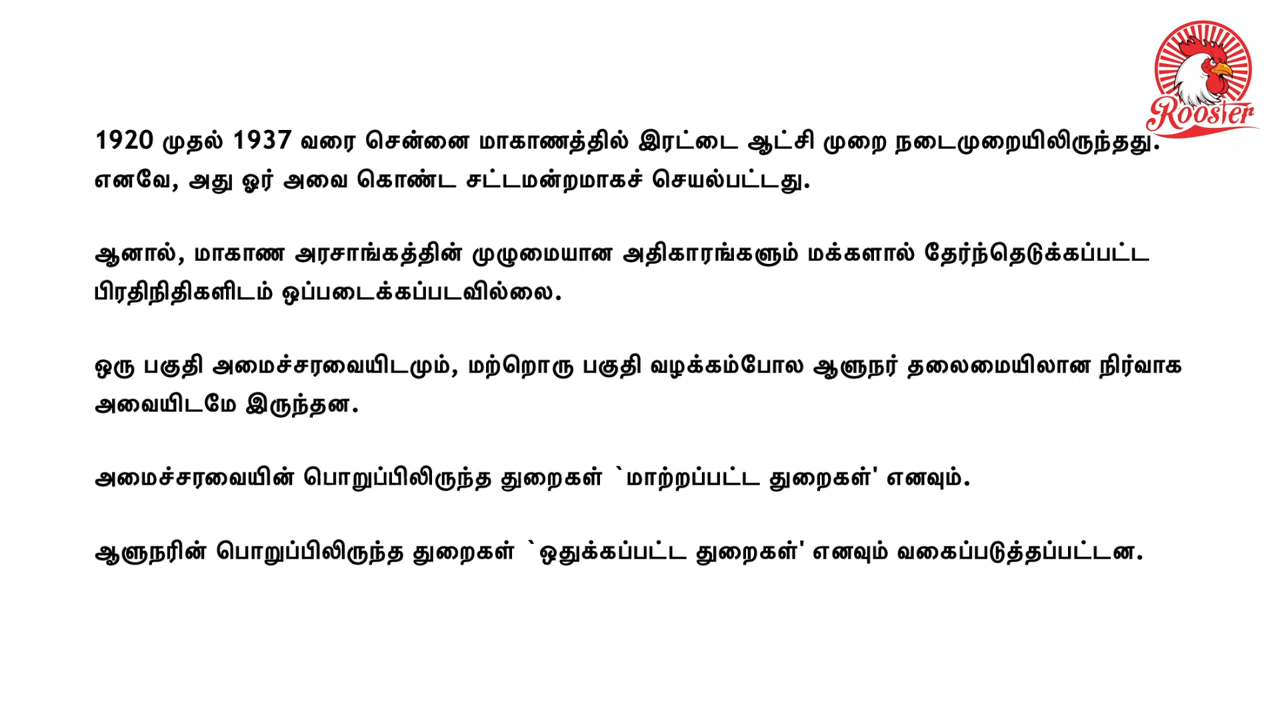 Rooster
1920 முதல் 1937 வரை சென்னை மாகாணத்தில் இரட்டை ஆட்சி முறை நடைமுறையிலிருந்தது.
எனவே, அது ஓர் அவை கொண்ட சட்டமன்றமாகச் செயல்பட்டது.
ஆனால், மாகாண அரசாங்கத்தின் முழுமையான அதிகாரங்களும் மக்களால் தேர்ந்தெடுக்கப்பட்ட
பிரதிநிதிகளிடம் ஒப்படைக்கப்படவில்லை.
ஒரு பகுதி அமைச்சரவையிடமும், மற்றொரு பகுதி வழக்கம்போல ஆளுநர் தலைமையிலான நிர்வாக
அவையிடமே இருந்தன.
அமைச்சரவையின் பொறுப்பிலிருந்த துறைகள் `மாற்றப்பட்ட துறைகள்' எனவும்.
ஆளுநரின் பொறுப்பிலிருந்த துறைகள் `ஒதுக்கப்பட்ட துறைகள்' எனவும் வகைப்படுத்தப்பட்டன.